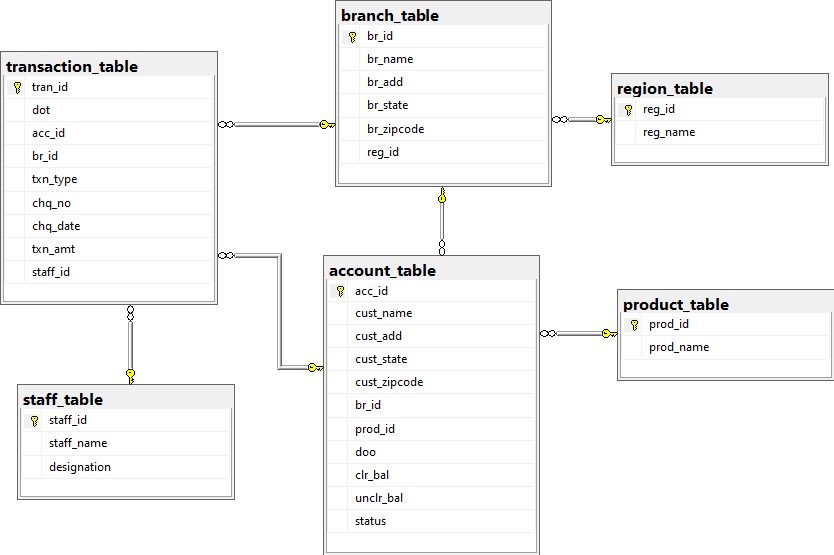 transaction_table
tran_id
dot
acc_id
br_id
txn_type
chq_no
chq_date
txn_amt
staff_id
branch_table
br_id
br_name
br_add
br_state
br_zipcode
reg_id
region_table
reg_id
reg_name
account_table
acc_id
cust_name
cust_add
cust_state
cust_zipcode
br_id
prod_id
doo
clr_bal
unclr_bal
status
product_table
prod_id
prod_name
staff_table
staff_id
staff_name
designation